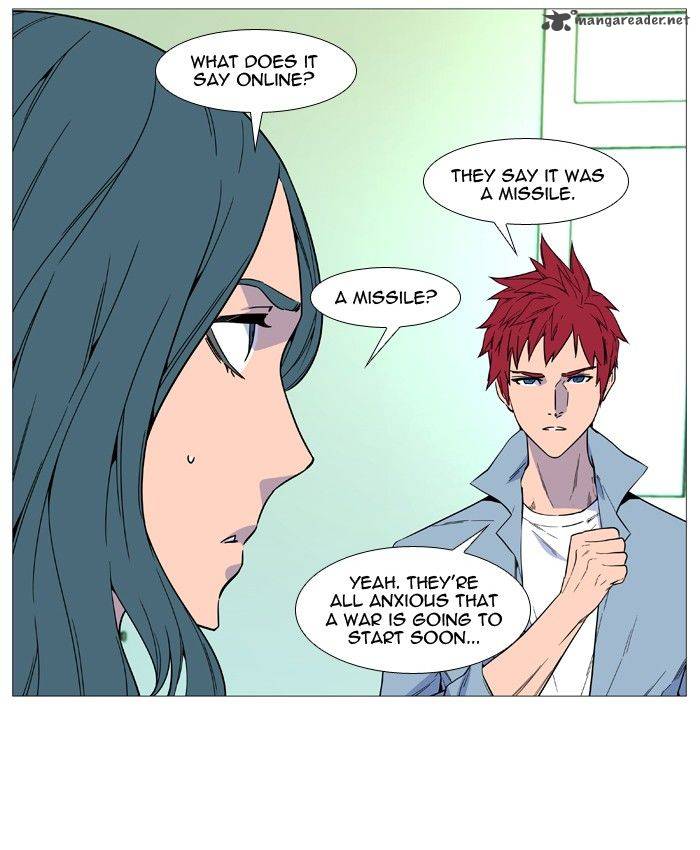 mangareader.net
WHAT DOES IT
SAY ONLINE?
THEY SAY IT WAS
A MISSILE.
A MISSILE?
YEAH. THEY'RE
ALL ANXIOUS THAT
A WAR IS GOING TO
START SOON...